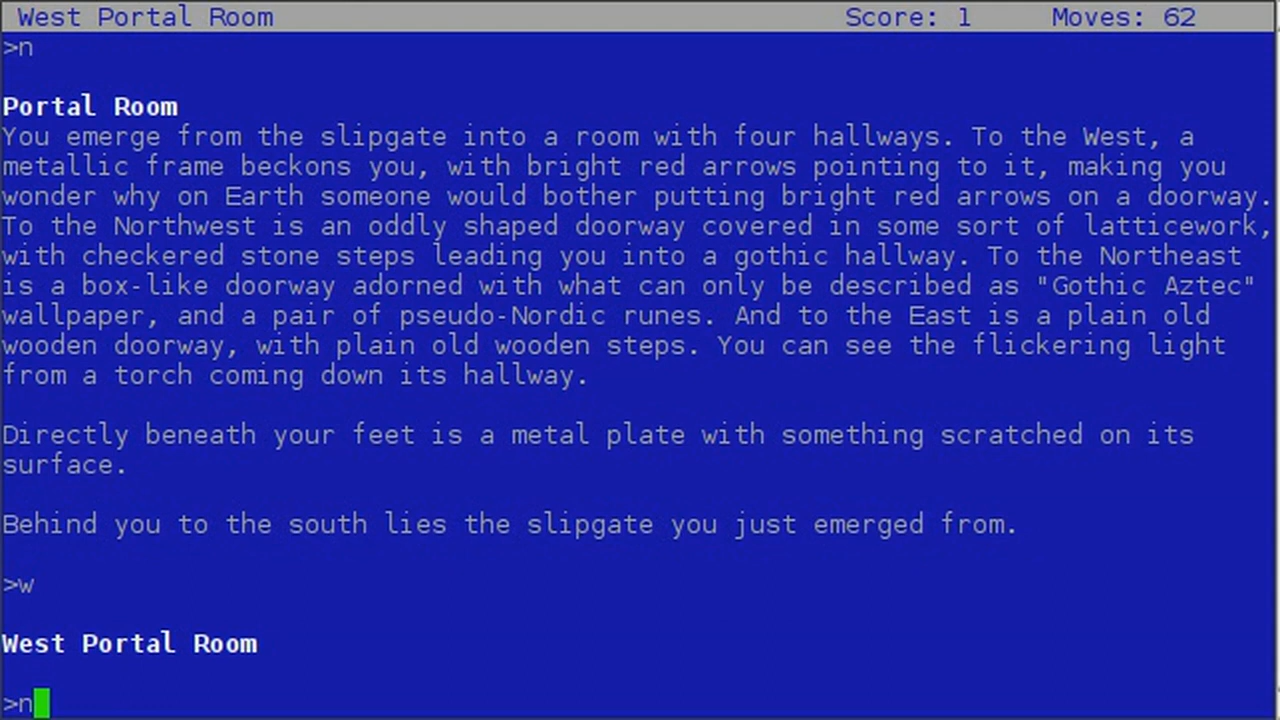 West Portal Room Score: 1 Moves: 62
>n
Portal Room
You emerge from the slipgate into a room with four hallways. To the West, a
metallic frame beckons you, with bright red arrows pointing to it, making you
wonder why on Earth someone would bother putting bright red arrows on a doorway.
To the Northwest is an oddly shaped doorway covered in some sort of latticework,
with checkered stone steps leading you into a gothic hallway. To the Northeast
is a box-like doorway adorned with what can only be described as "Gothic Aztec"
wallpaper, and a pair of pseudo-Nordic runes. And to the East is a plain old
wooden doorway, with plain old wooden steps. You can see the flickering light
from a torch coming down its hallway.
Directly beneath your feet is a metal plate with something scratched on its
surface.
Behind you to the south lies the slipgate you just emerged from.
>w
West Portal Room
>n